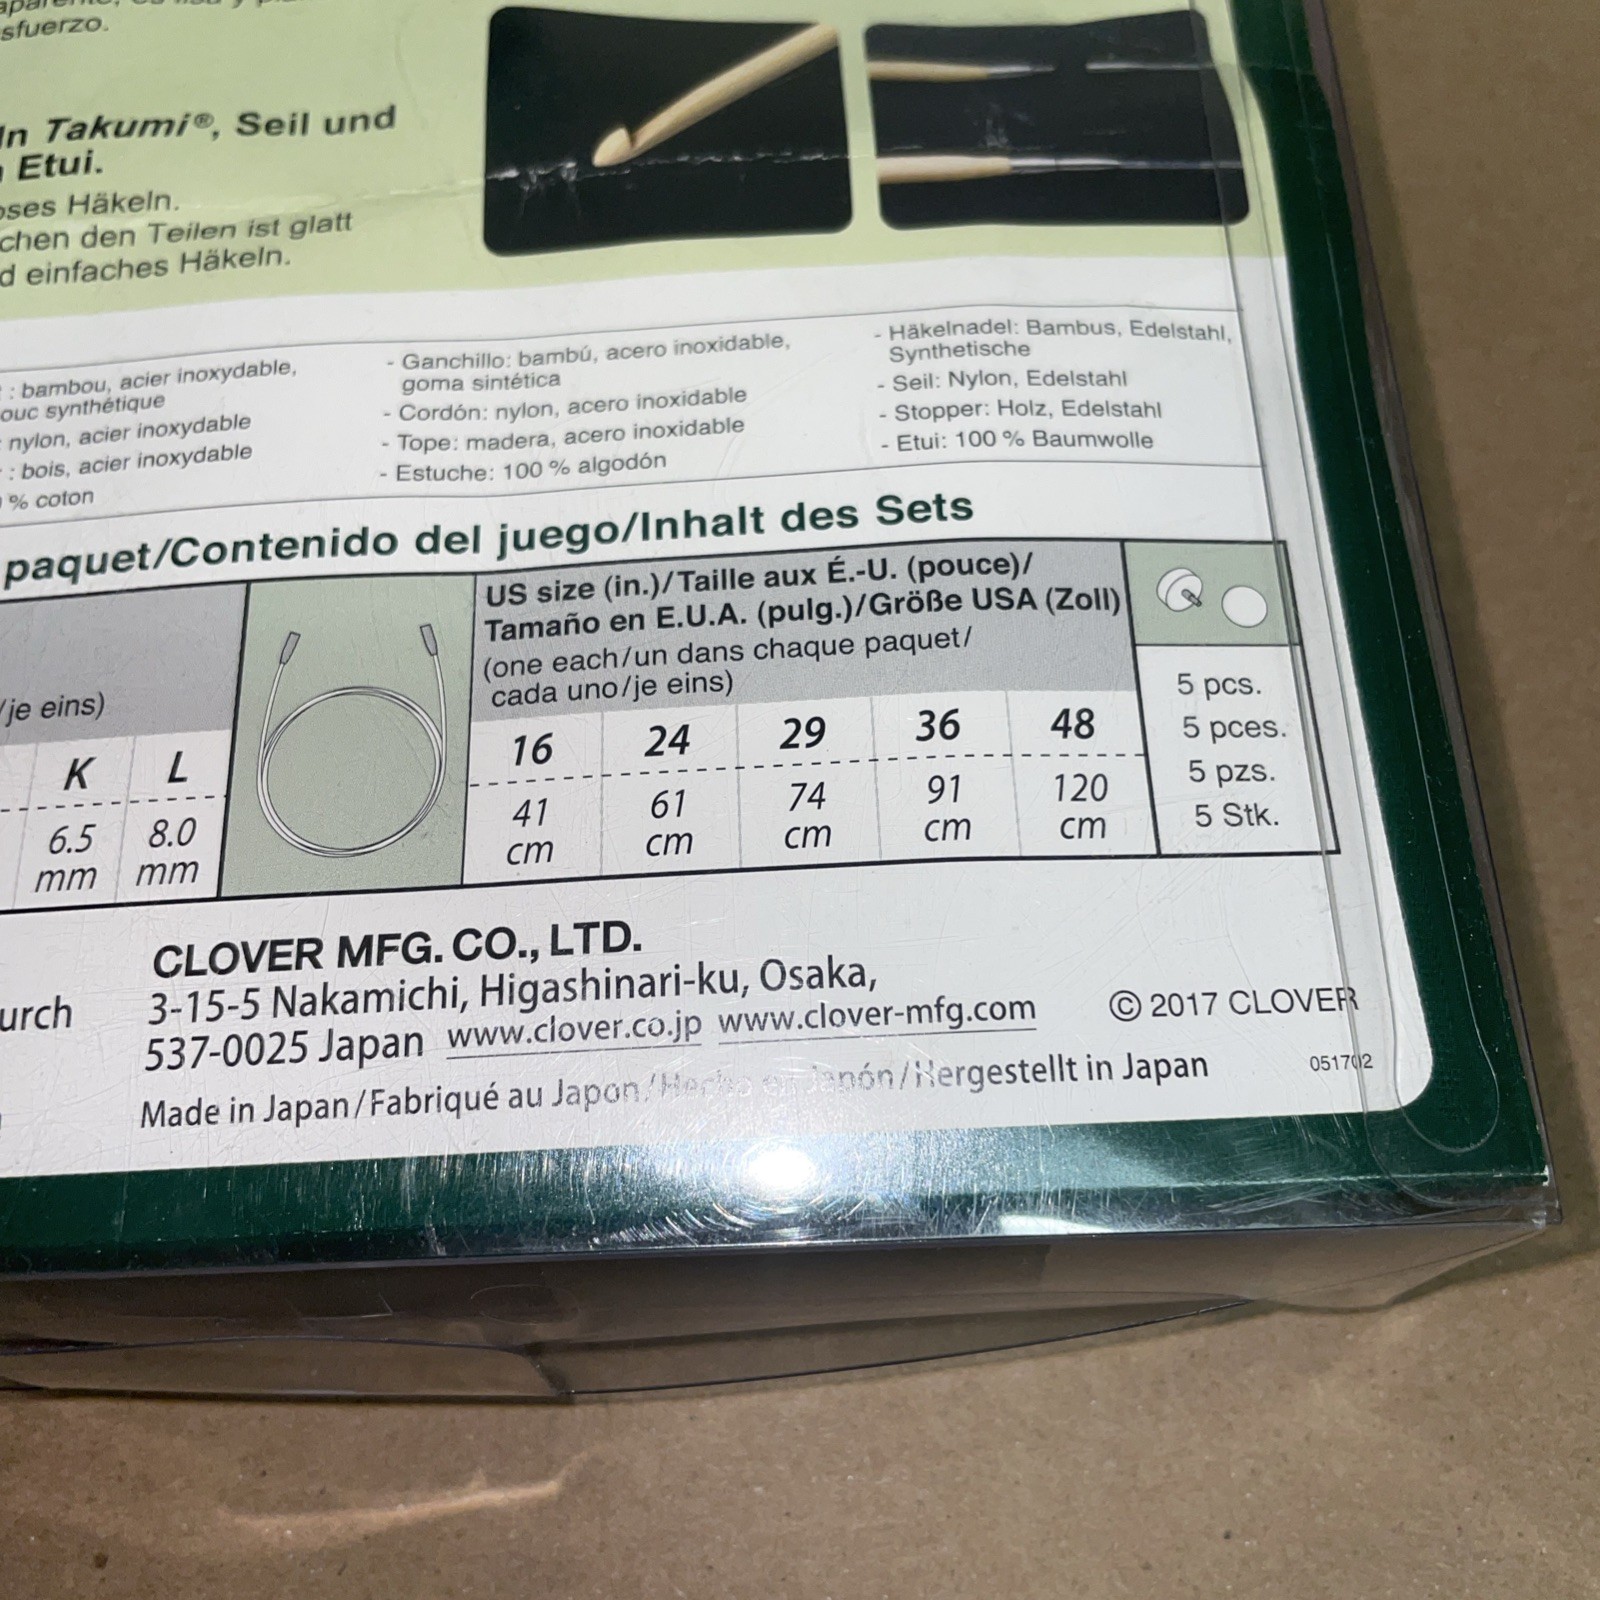 sfuerzo.
In Takumi®, Seil und
Etui.
oses Häkeln.
chen den Teilen ist glatt
d einfaches Häkeln.
: bambou, acier inoxydable,
ouc synthétique
: nylon, acier inoxydable
: bois, acier inoxydable
% coton
- Ganchillo: bambú, acero inoxidable,
goma sintética
- Cordón: nylon, acero inoxidable
- Tope: madera, acero inoxidable
- Estuche: 100 % algodón
- Häkelnadel: Bambus, Edelstahl,
Synthetische
- Seil: Nylon, Edelstahl
- Stopper: Holz, Edelstahl
- Etui: 100 % Baumwolle
paquet/Contenido del juego/Inhalt des Sets
/je eins)
K L
6.5 8.0
mm mm
US size (in.)/Taille aux É.-U. (pouce)/
Tamaño en E.U.A. (pulg.)/Größe USA (Zoll)
(one each/un dans chaque paquet/
cada uno/je eins)
16 24 29 36 48
41 61 74 91 120
cm cm cm cm cm
5 pcs.
5 pces.
5 pzs.
5 Stk.
urch
CLOVER MFG. CO., LTD.
3-15-5 Nakamichi, Higashinari-ku, Osaka,
537-0025 Japan www.clover.co.jp www.clover-mfg.com
© 2017 CLOVER
Made in Japan/Fabriqué au Japon/Hecho en Japón/Hergestellt in Japan
051702